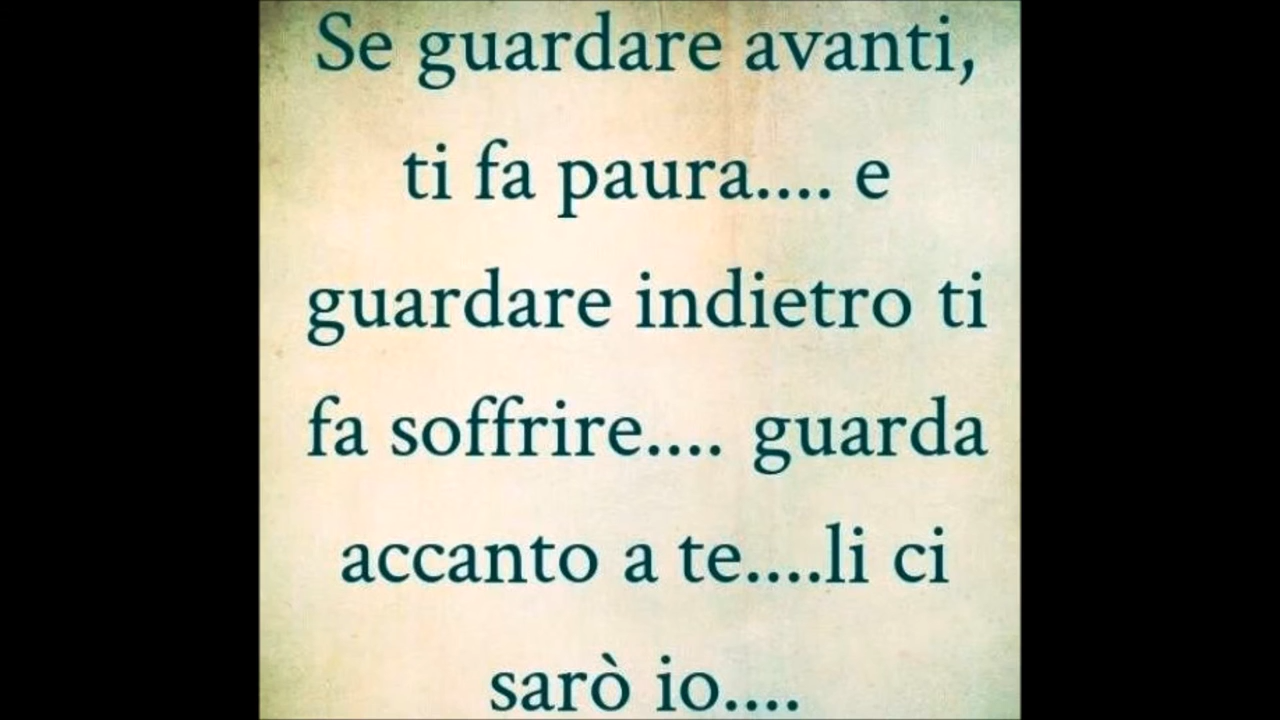 Se guardare avanti,
ti fa paura.... e
guardare indietro ti
fa soffrire.... guarda
accanto a te....li ci
sarò io....